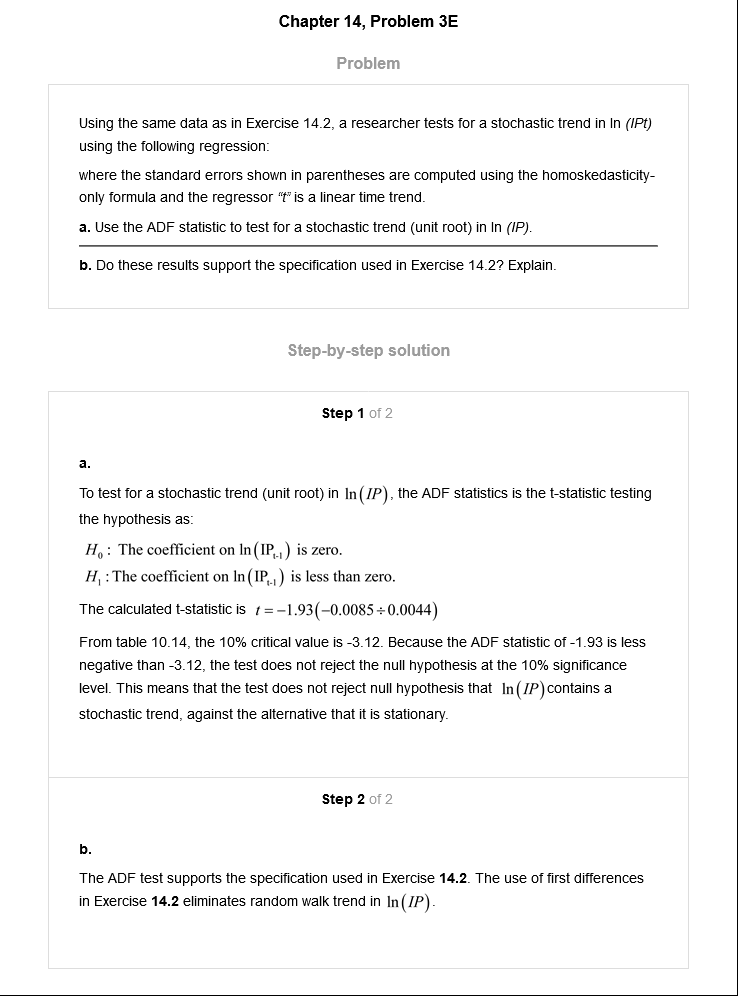 Chapter 14, Problem 3E
Problem
Using the same data as in Exercise 14.2, a researcher tests for a stochastic trend in ln (IPt)
using the following regression:
where the standard errors shown in parentheses are computed using the homoskedasticity-
only formula and the regressor “t” is a linear time trend.
a. Use the ADF statistic to test for a stochastic trend (unit root) in ln (IP).
b. Do these results support the specification used in Exercise 14.2? Explain.
Step-by-step solution
Step 1 of 2
a.
To test for a stochastic trend (unit root) in ln(IP), the ADF statistics is the t-statistic testing
the hypothesis as:
H₀ : The coefficient on ln(IPₜ₋₁) is zero.
H₁ : The coefficient on ln(IPₜ₋₁) is less than zero.
The calculated t-statistic is t = −1.93(−0.0085 ÷ 0.0044)
From table 10.14, the 10% critical value is -3.12. Because the ADF statistic of -1.93 is less
negative than -3.12, the test does not reject the null hypothesis at the 10% significance
level. This means that the test does not reject null hypothesis that ln(IP) contains a
stochastic trend, against the alternative that it is stationary.
Step 2 of 2
b.
The ADF test supports the specification used in Exercise 14.2. The use of first differences
in Exercise 14.2 eliminates random walk trend in ln(IP).